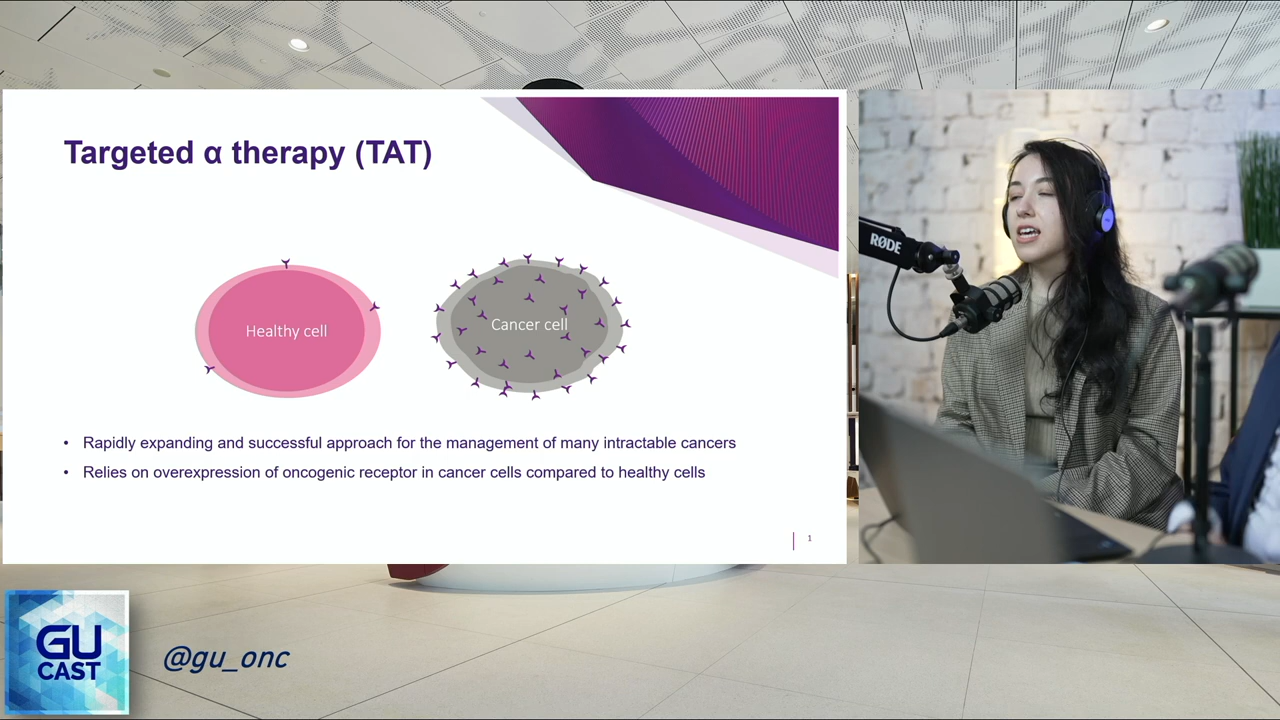 Targeted α therapy (TAT)
Healthy cell
Cancer cell
• Rapidly expanding and successful approach for the management of many intractable cancers
• Relies on overexpression of oncogenic receptor in cancer cells compared to healthy cells
1
RØDE
GU
CAST
@gu_onc